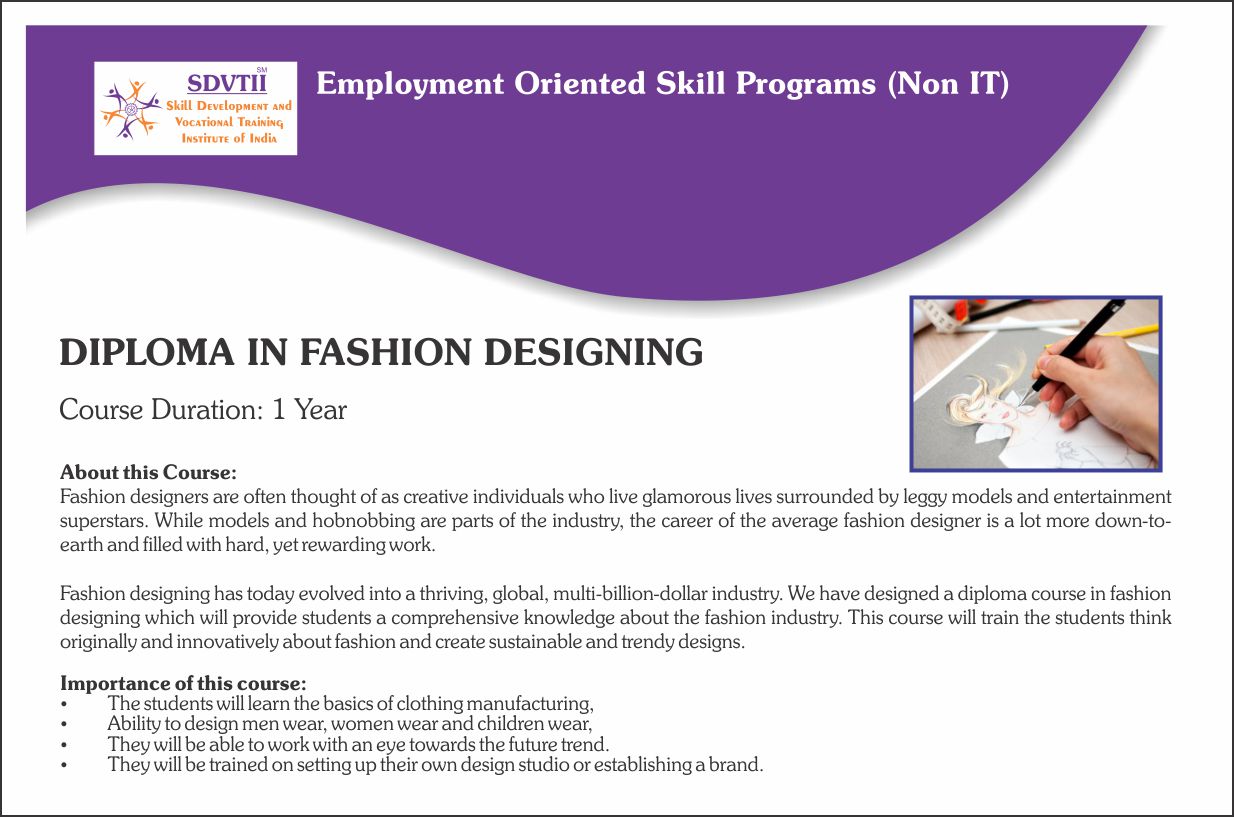 SDVTII SM
Skill Development and
Vocational Training
Institute of India
Employment Oriented Skill Programs (Non IT)
DIPLOMA IN FASHION DESIGNING
Course Duration: 1 Year
About this Course:
Fashion designers are often thought of as creative individuals who live glamorous lives surrounded by leggy models and entertainment
superstars. While models and hobnobbing are parts of the industry, the career of the average fashion designer is a lot more down-to-
earth and filled with hard, yet rewarding work.
Fashion designing has today evolved into a thriving, global, multi-billion-dollar industry. We have designed a diploma course in fashion
designing which will provide students a comprehensive knowledge about the fashion industry. This course will train the students think
originally and innovatively about fashion and create sustainable and trendy designs.
Importance of this course:
• The students will learn the basics of clothing manufacturing,
• Ability to design men wear, women wear and children wear,
• They will be able to work with an eye towards the future trend.
• They will be trained on setting up their own design studio or establishing a brand.